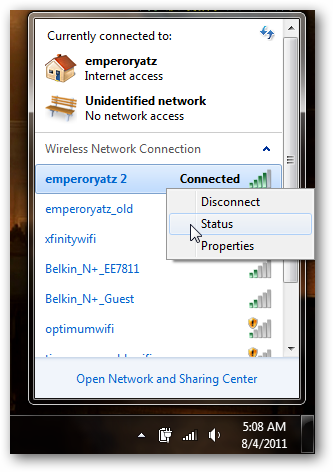 Currently connected to:
emperoryatz
Internet access
Unidentified network
No network access
Wireless Network Connection
emperoryatz 2 Connected
Disconnect
emperoryatz_old
Status
xfinitywifi
Properties
Belkin_N+_EE7811
Belkin_N+_Guest
optimumwifi
Open Network and Sharing Center
5:08 AM
8/4/2011